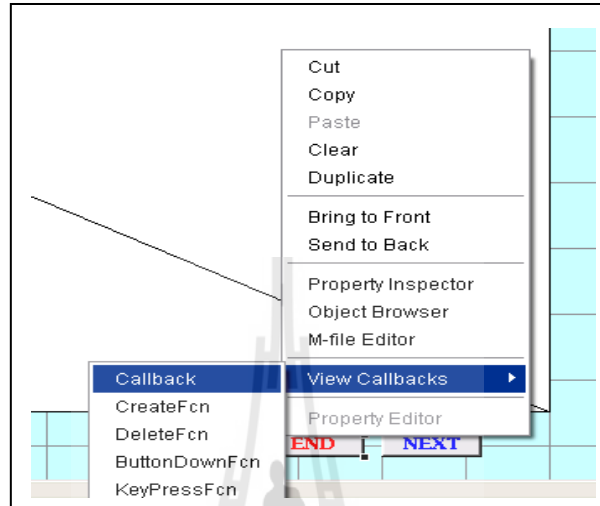 Cut
Copy
Paste
Clear
Duplicate
Bring to Front
Send to Back
Property Inspector
Object Browser
M-file Editor
View Callbacks
Property Editor
Callback
CreateFcn
DeleteFcn
ButtonDownFcn
KeyPressFcn
END NEXT